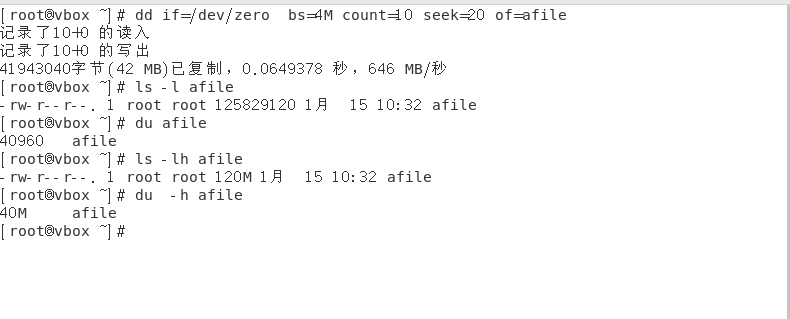 [root@vbox ~]# dd if=/dev/zero  bs=4M count=10 seek=20 of=afile
记录了10+0 的读入
记录了10+0 的写出
41943040字节(42 MB)已复制，0.0649378 秒，646 MB/秒
[root@vbox ~]# ls -l afile
-rw-r--r--. 1 root root 125829120 1月  15 10:32 afile
[root@vbox ~]# du afile
40960   afile
[root@vbox ~]# ls -lh afile
-rw-r--r--. 1 root root 120M 1月  15 10:32 afile
[root@vbox ~]# du  -h afile
40M     afile
[root@vbox ~]#